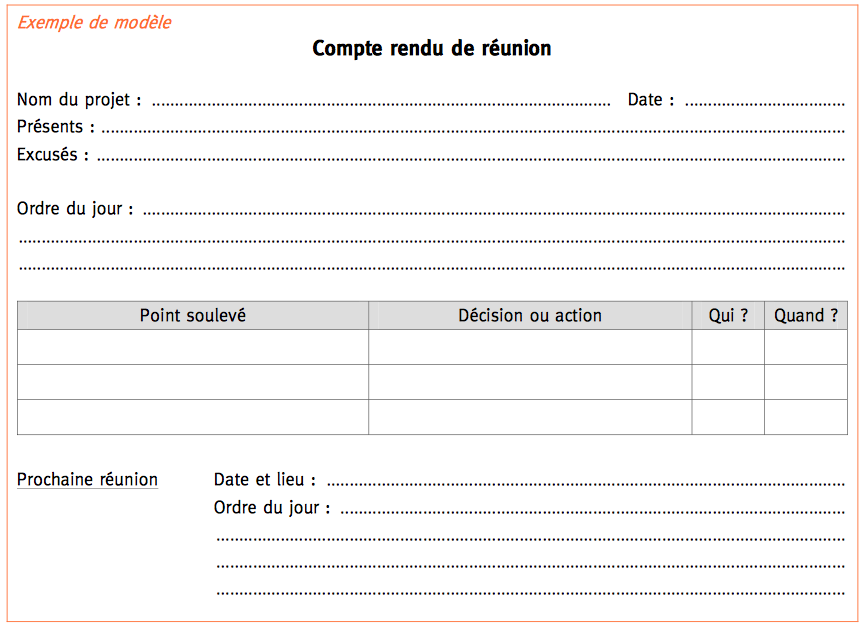 Exemple de modèle
Compte rendu de réunion
Nom du projet : .................................................................................................... Date : ...................................
Présents : ..................................................................................................................................................................
Excusés : ...................................................................................................................................................................
Ordre du jour : .........................................................................................................................................................
....................................................................................................................................................................................
....................................................................................................................................................................................
Point soulevé Décision ou action Qui ? Quand ?
Prochaine réunion Date et lieu : .................................................................................................................
Ordre du jour : ..............................................................................................................
.........................................................................................................................................
.........................................................................................................................................
.........................................................................................................................................